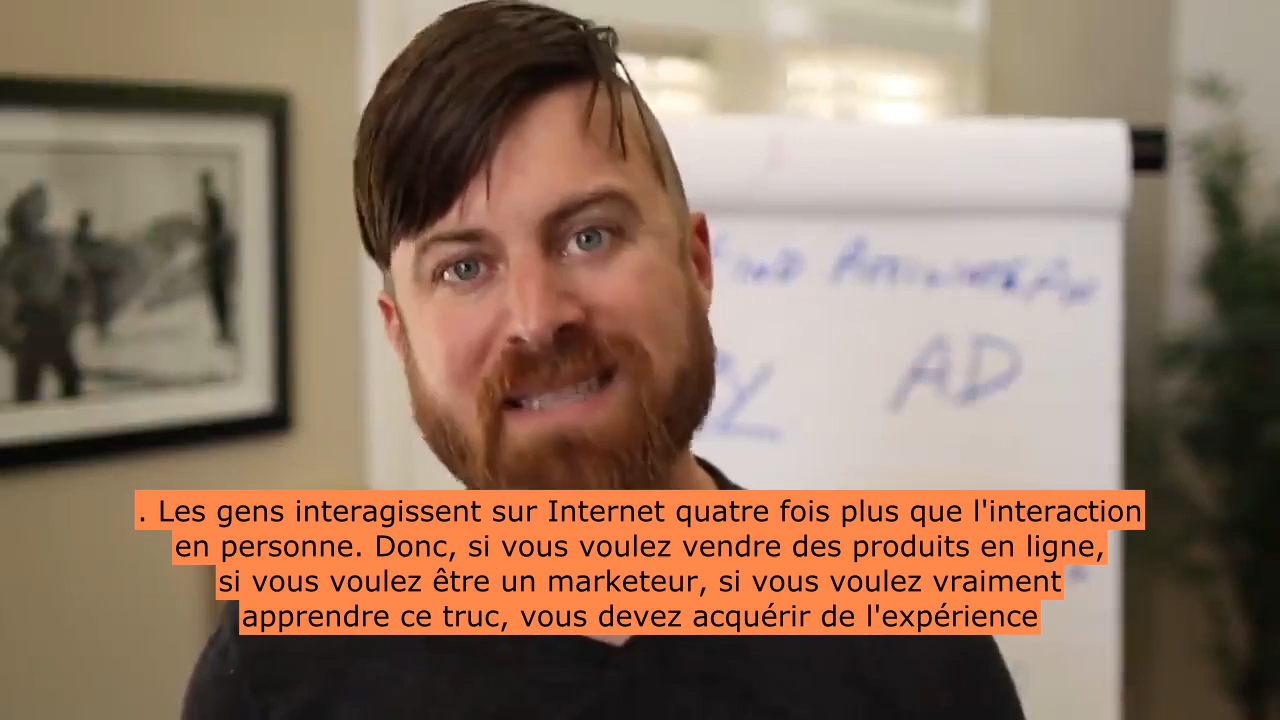 AD
. Les gens interagissent sur Internet quatre fois plus que l'interaction
en personne. Donc, si vous voulez vendre des produits en ligne,
si vous voulez être un marketeur, si vous voulez vraiment
apprendre ce truc, vous devez acquérir de l'expérience